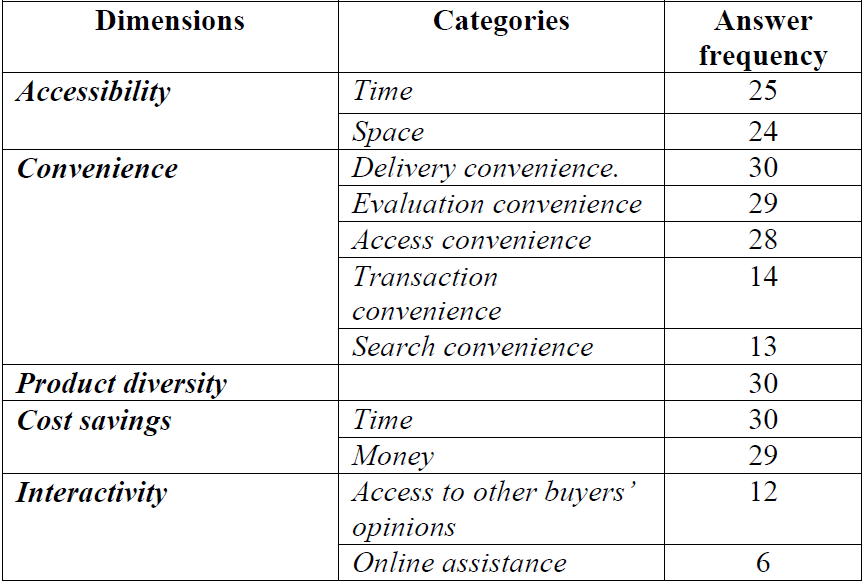 Dimensions Categories Answer
frequency
Accessibility Time 25
Space 24
Convenience Delivery convenience. 30
Evaluation convenience 29
Access convenience 28
Transaction 14
convenience
Search convenience 13
Product diversity 30
Cost savings Time 30
Money 29
Interactivity Access to other buyers’ 12
opinions
Online assistance 6